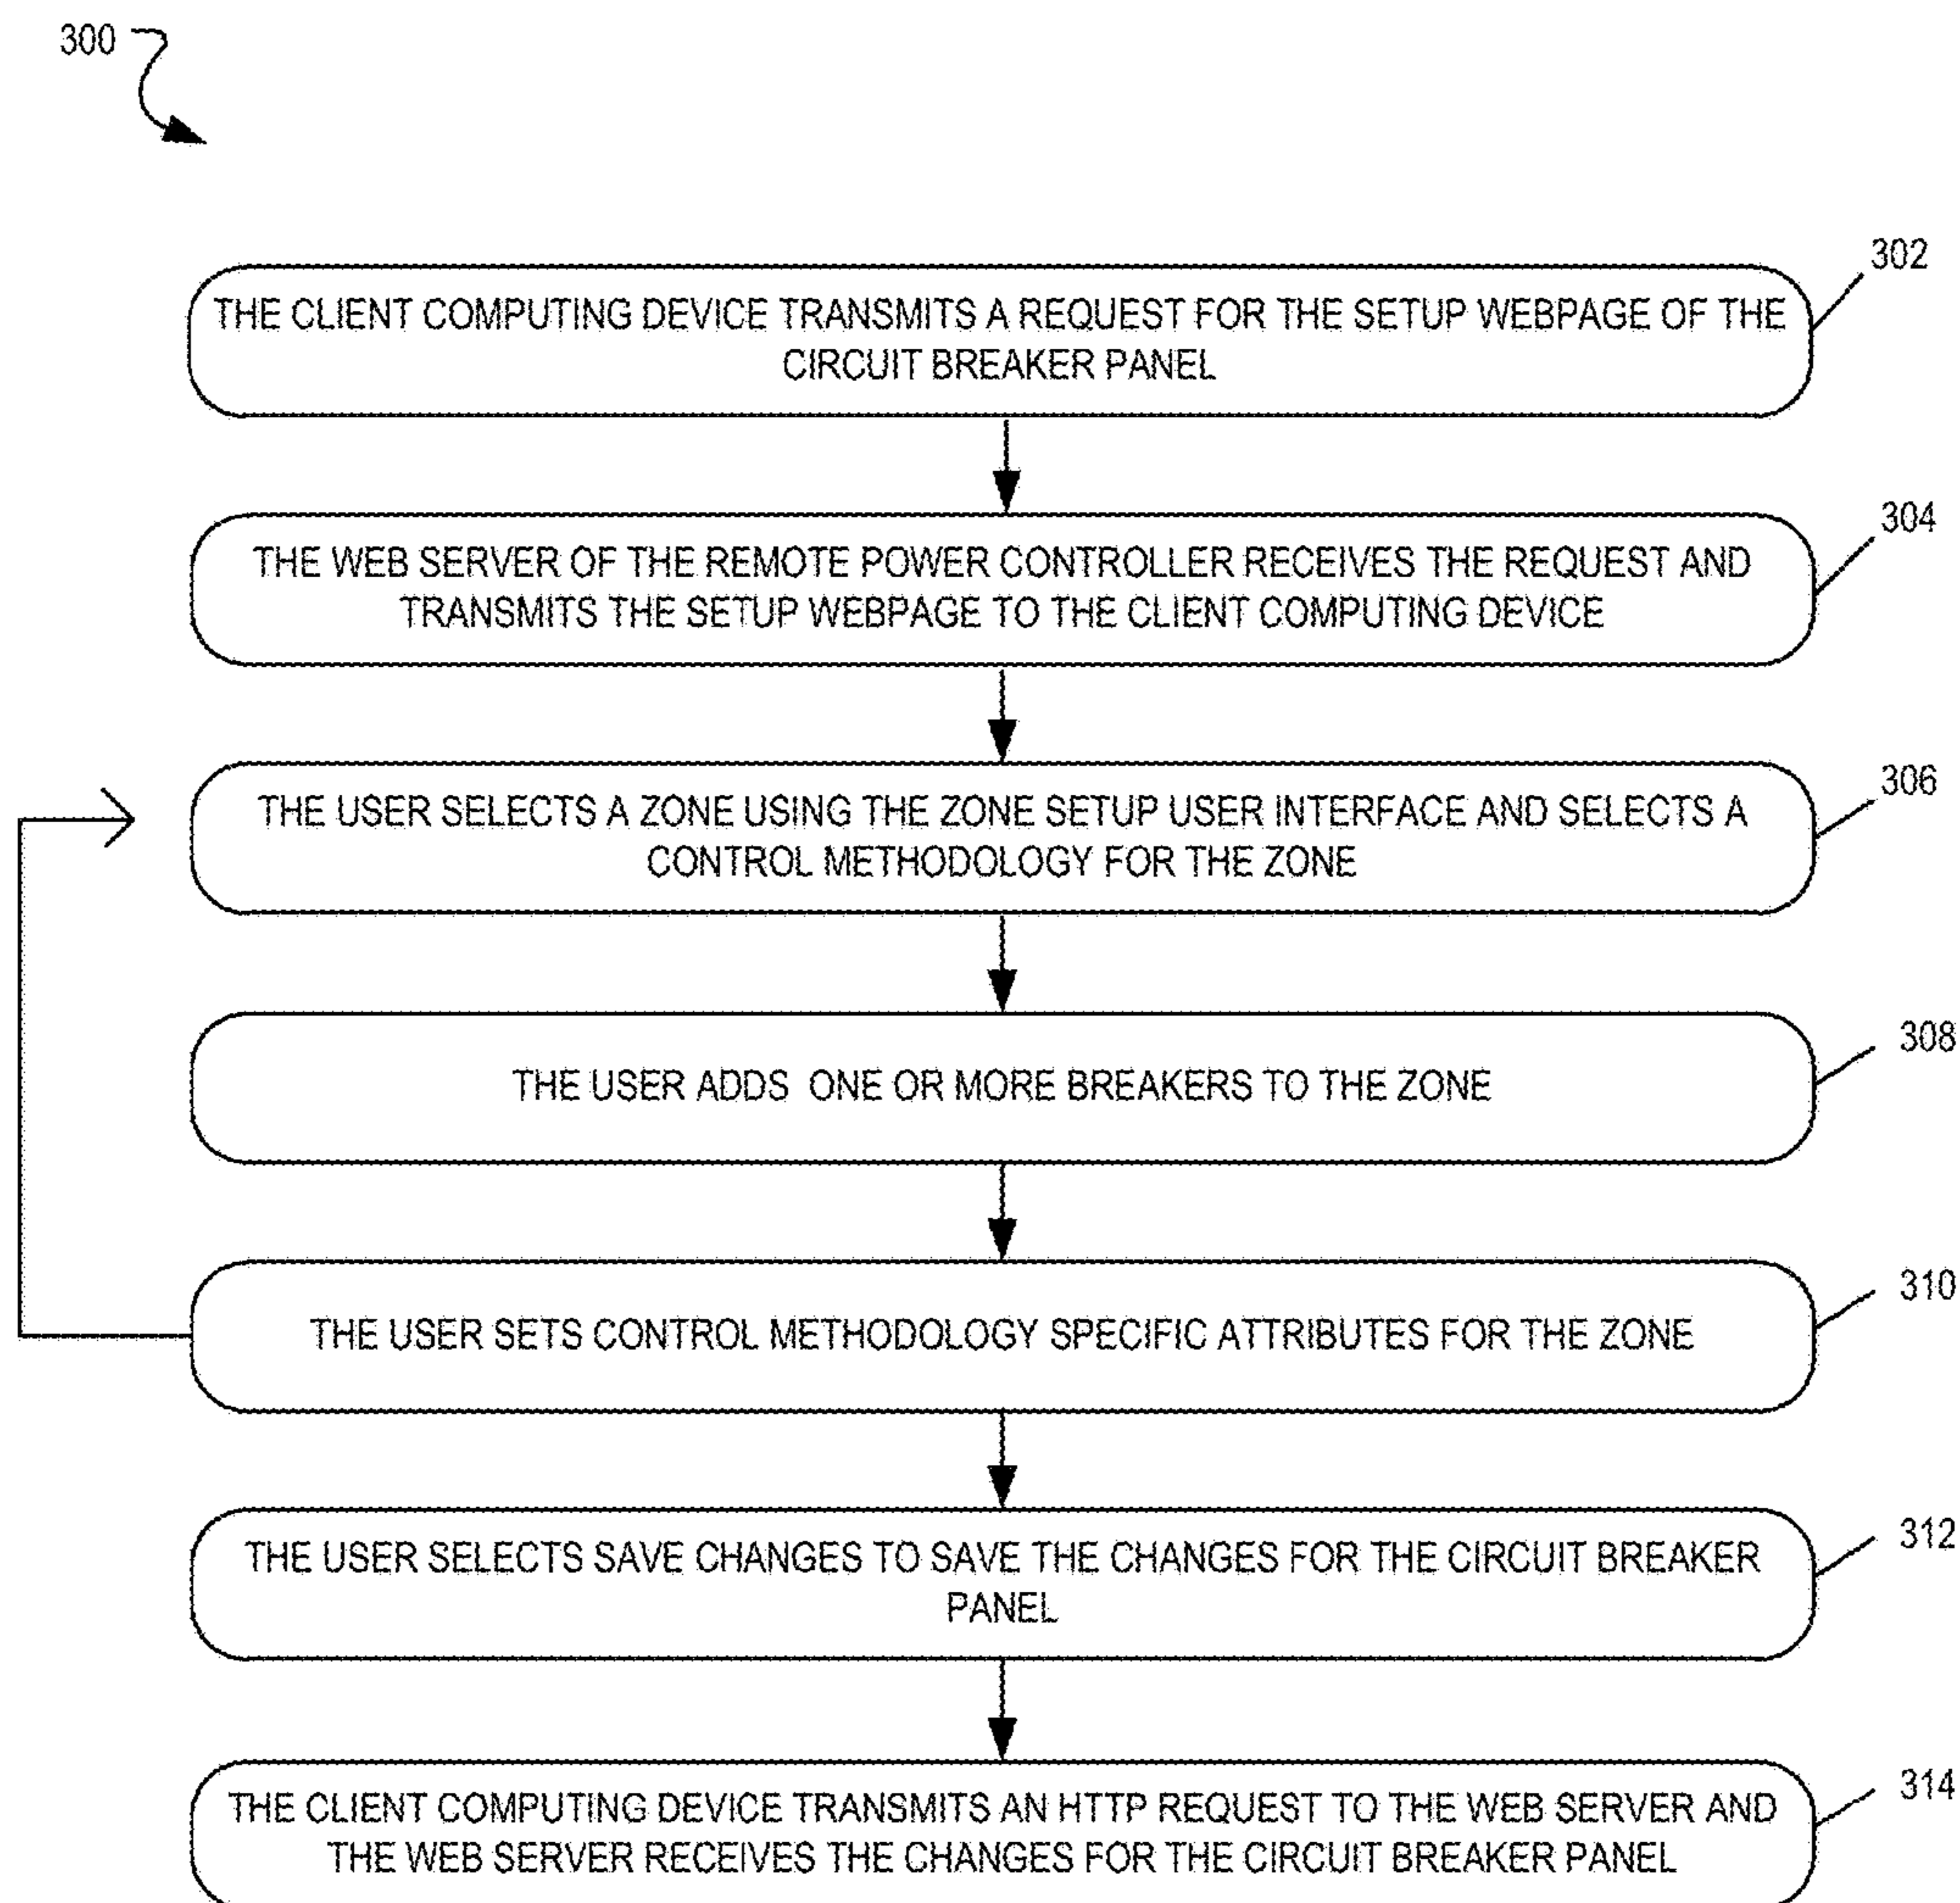 300
302
THE CLIENT COMPUTING DEVICE TRANSMITS A REQUEST FOR THE SETUP WEBPAGE OF THE
CIRCUIT BREAKER PANEL
304
THE WEB SERVER OF THE REMOTE POWER CONTROLLER RECEIVES THE REQUEST AND
TRANSMITS THE SETUP WEBPAGE TO THE CLIENT COMPUTING DEVICE
306
THE USER SELECTS A ZONE USING THE ZONE SETUP USER INTERFACE AND SELECTS A
CONTROL METHODOLOGY FOR THE ZONE
308
THE USER ADDS ONE OR MORE BREAKERS TO THE ZONE
310
THE USER SETS CONTROL METHODOLOGY SPECIFIC ATTRIBUTES FOR THE ZONE
312
THE USER SELECTS SAVE CHANGES TO SAVE THE CHANGES FOR THE CIRCUIT BREAKER
PANEL
314
THE CLIENT COMPUTING DEVICE TRANSMITS AN HTTP REQUEST TO THE WEB SERVER AND
THE WEB SERVER RECEIVES THE CHANGES FOR THE CIRCUIT BREAKER PANEL